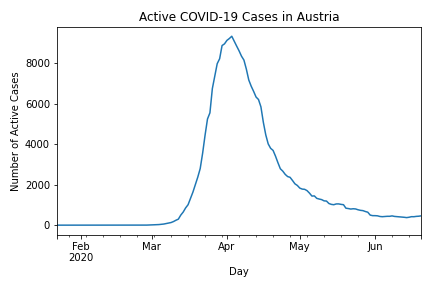 Active COVID-19 Cases in Austria
Number of Active Cases
8000
6000
4000
2000
0
Feb Mar Apr May Jun
2020
Day